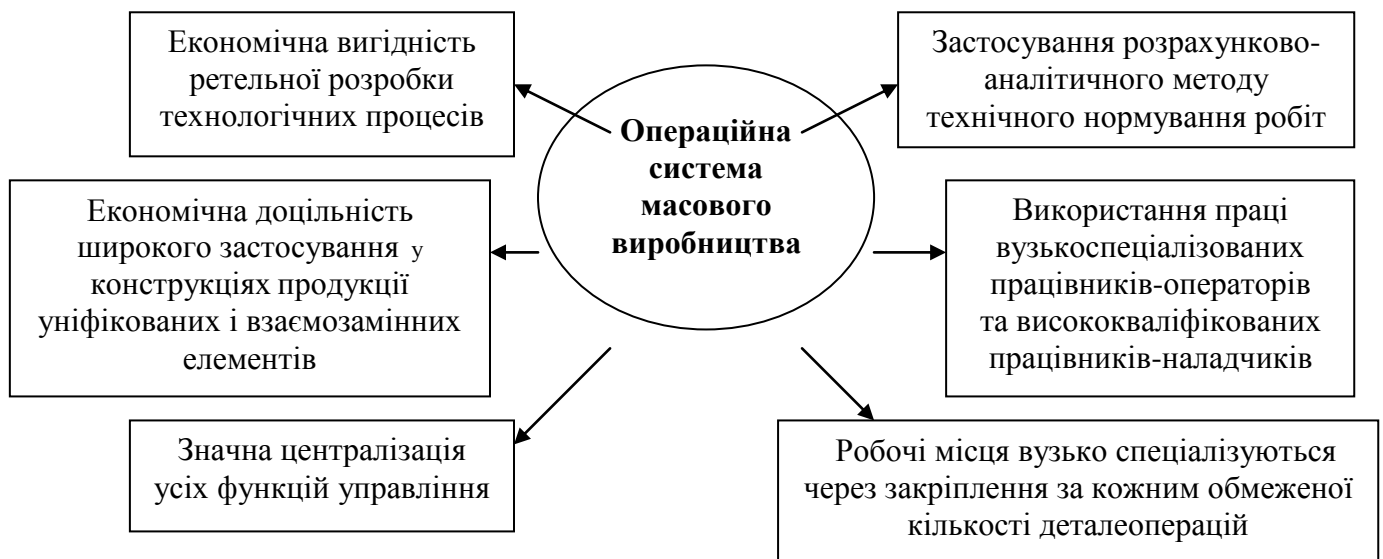 Економічна вигідність
ретельної розробки
технологічних процесів
Застосування розрахунково-
аналітичного методу
технічного нормування робіт
Операційна
система
масового
виробництва
Економічна доцільність
широкого застосування у
конструкціях продукції
уніфікованих і взаємозамінних
елементів
Використання праці
вузькоспеціалізованих
працівників-операторів
та висококваліфікованих
працівників-наладчиків
Значна централізація
усіх функцій управління
Робочі місця вузько спеціалізуються
через закріплення за кожним обмеженої
кількості деталеоперацій